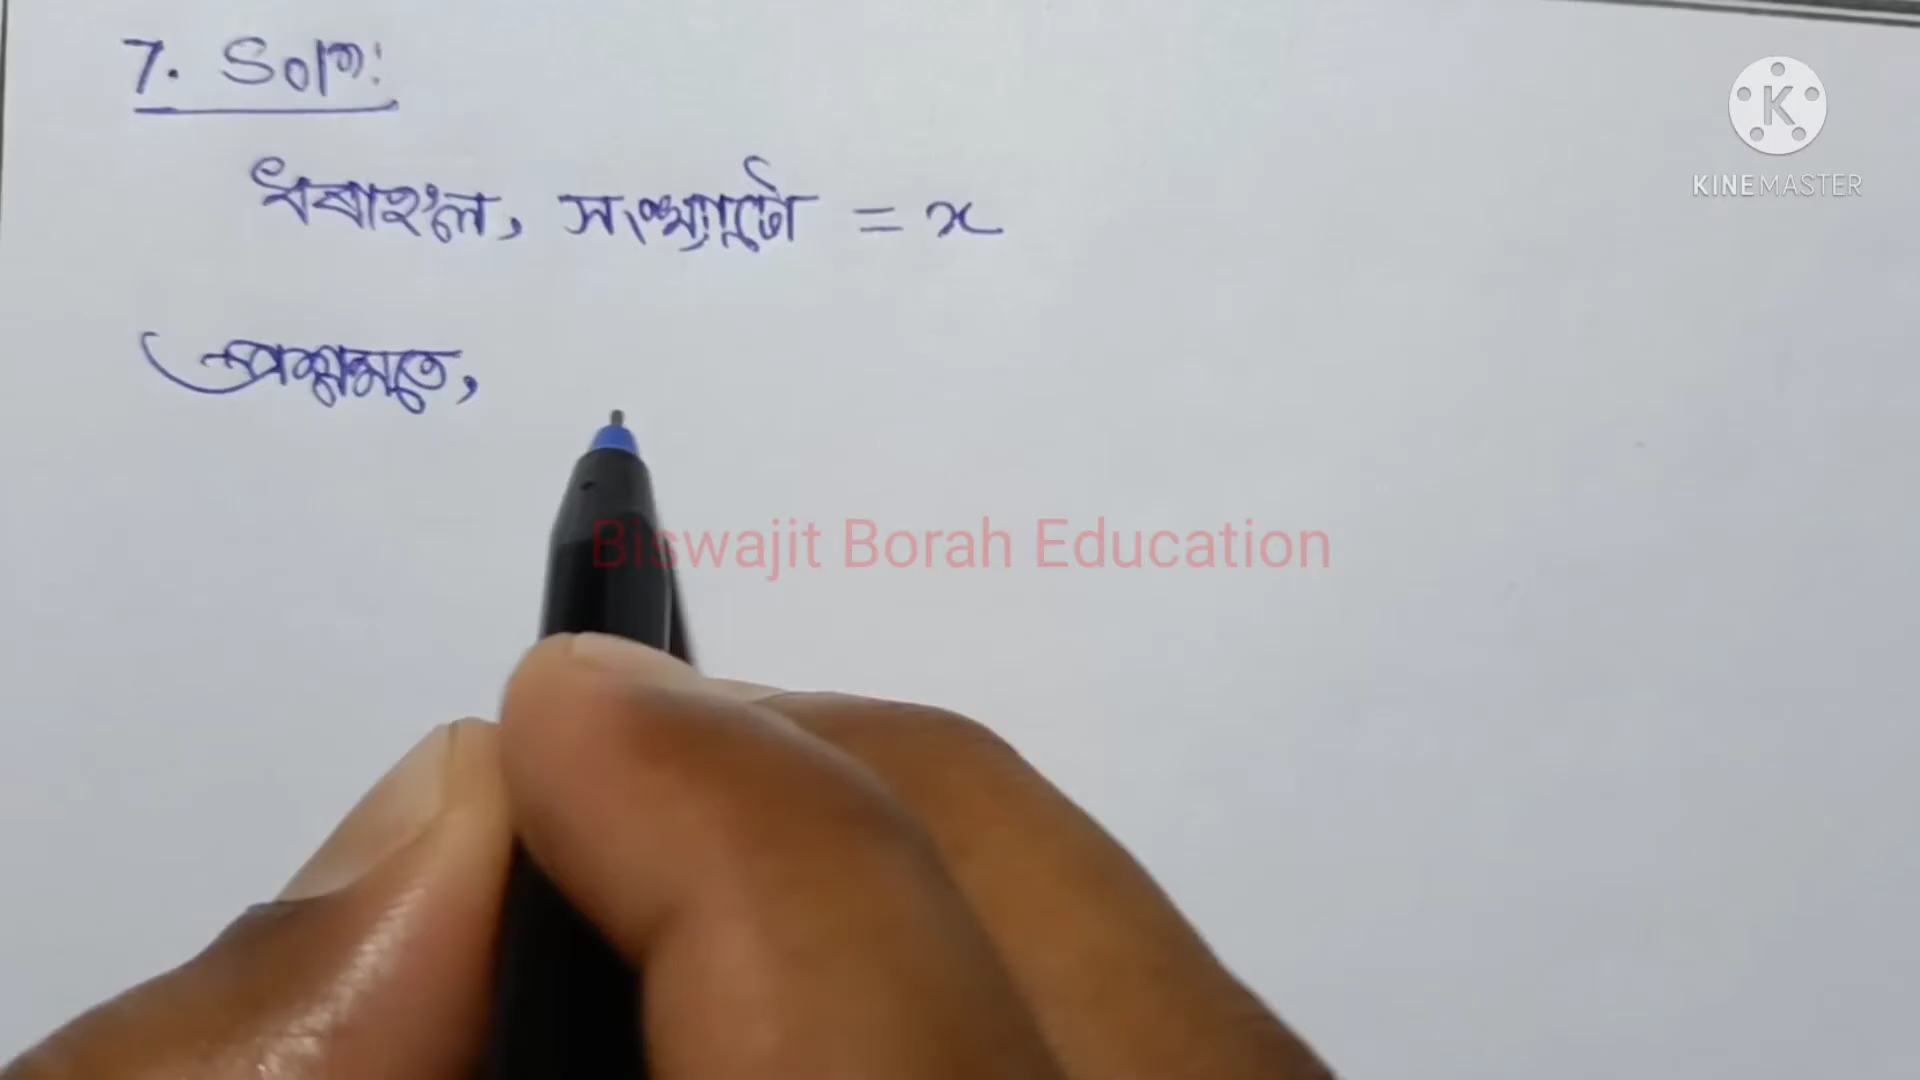 7. Solⁿ:
ধৰাহ'ল, সংখ্যাটো = x
প্ৰশ্নমতে,
Biswajit Borah Education
K
KINEMASTER